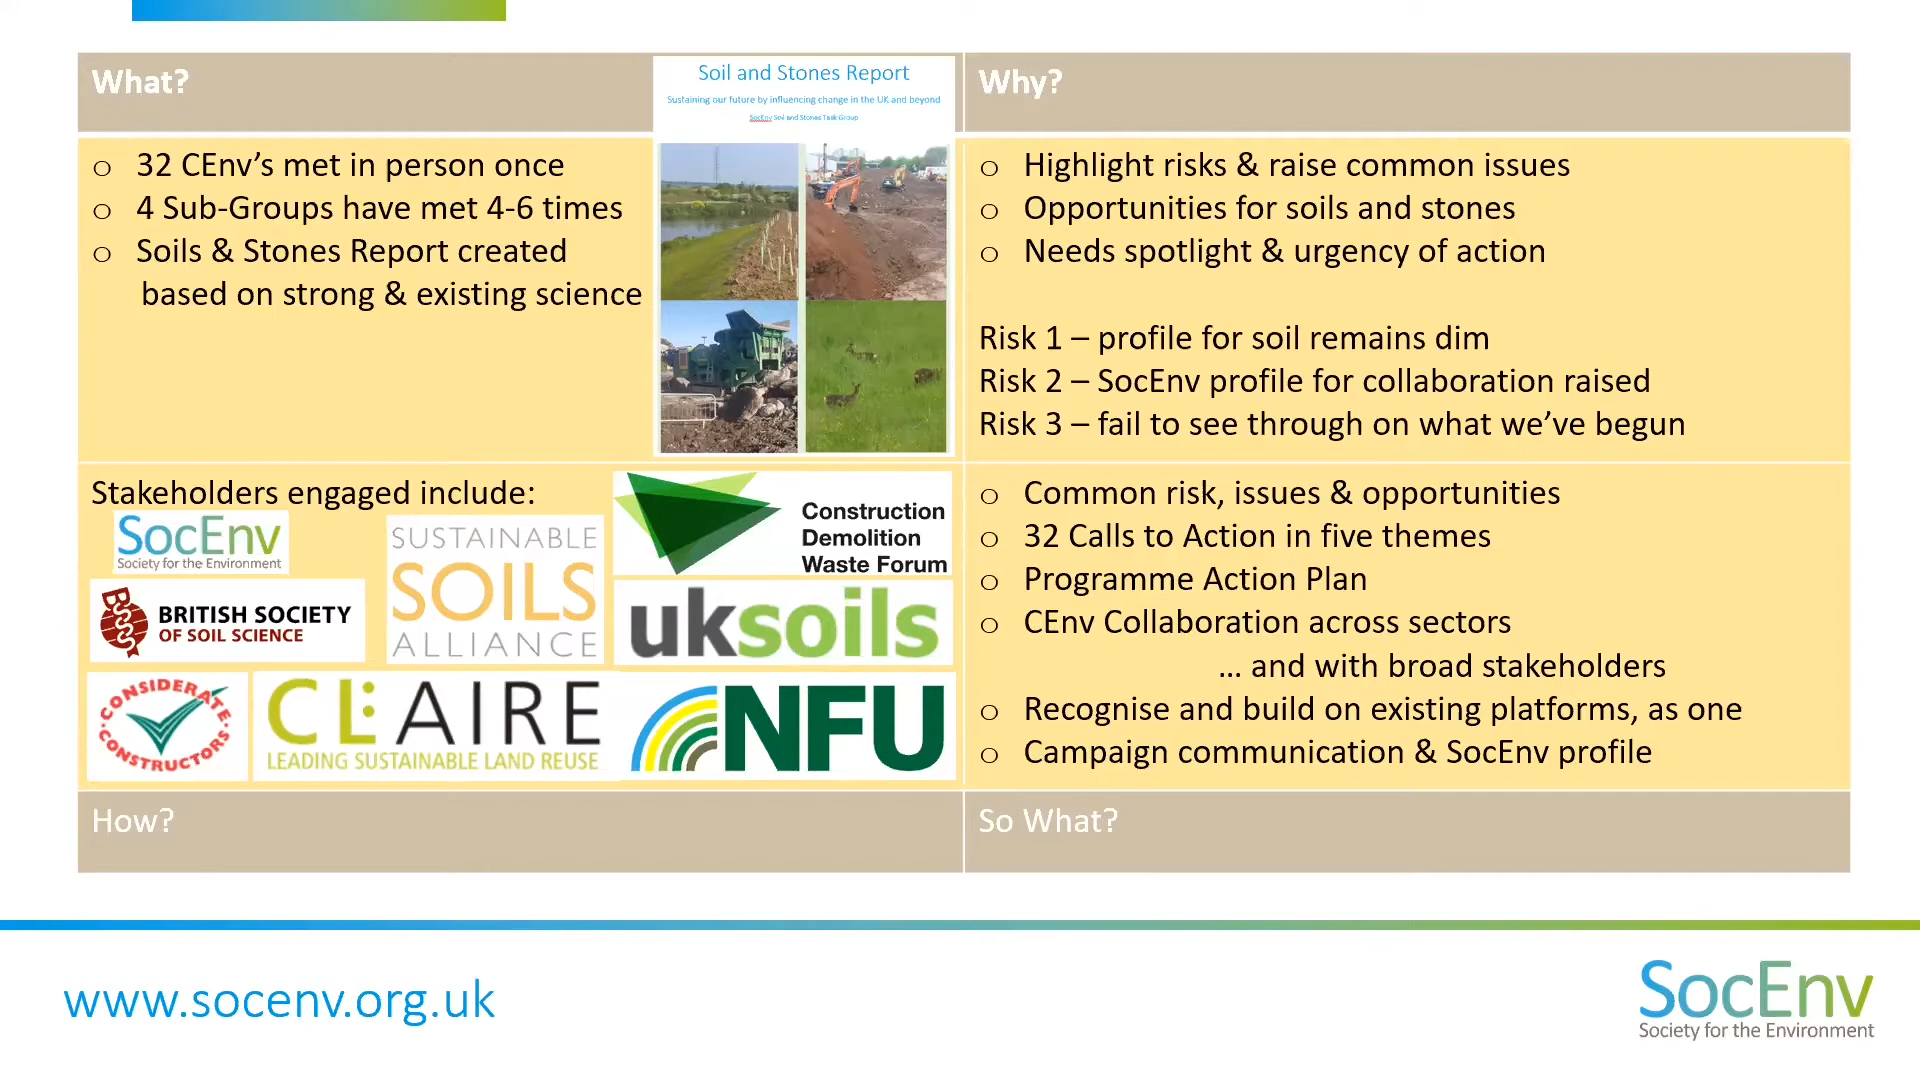 What?
Soil and Stones Report
Sustaining our future by influencing change in the UK and beyond
SocEnv Soil and Stones Task Group
o 32 CEnv’s met in person once
o 4 Sub-Groups have met 4-6 times
o Soils & Stones Report created
based on strong & existing science
Why?
o Highlight risks & raise common issues
o Opportunities for soils and stones
o Needs spotlight & urgency of action
Risk 1 – profile for soil remains dim
Risk 2 – SocEnv profile for collaboration raised
Risk 3 – fail to see through on what we’ve begun
Stakeholders engaged include:
SocEnv
Society for the Environment
SUSTAINABLE
SOILS
ALLIANCE
Construction
Demolition
Waste Forum
BRITISH SOCIETY
OF SOIL SCIENCE
uksoils
CONSIDERATE
CONSTRUCTORS
CL:AIRE
LEADING SUSTAINABLE LAND REUSE
NFU
o Common risk, issues & opportunities
o 32 Calls to Action in five themes
o Programme Action Plan
o CEnv Collaboration across sectors
… and with broad stakeholders
o Recognise and build on existing platforms, as one
o Campaign communication & SocEnv profile
How?
So What?
www.socenv.org.uk
SocEnv
Society for the Environment